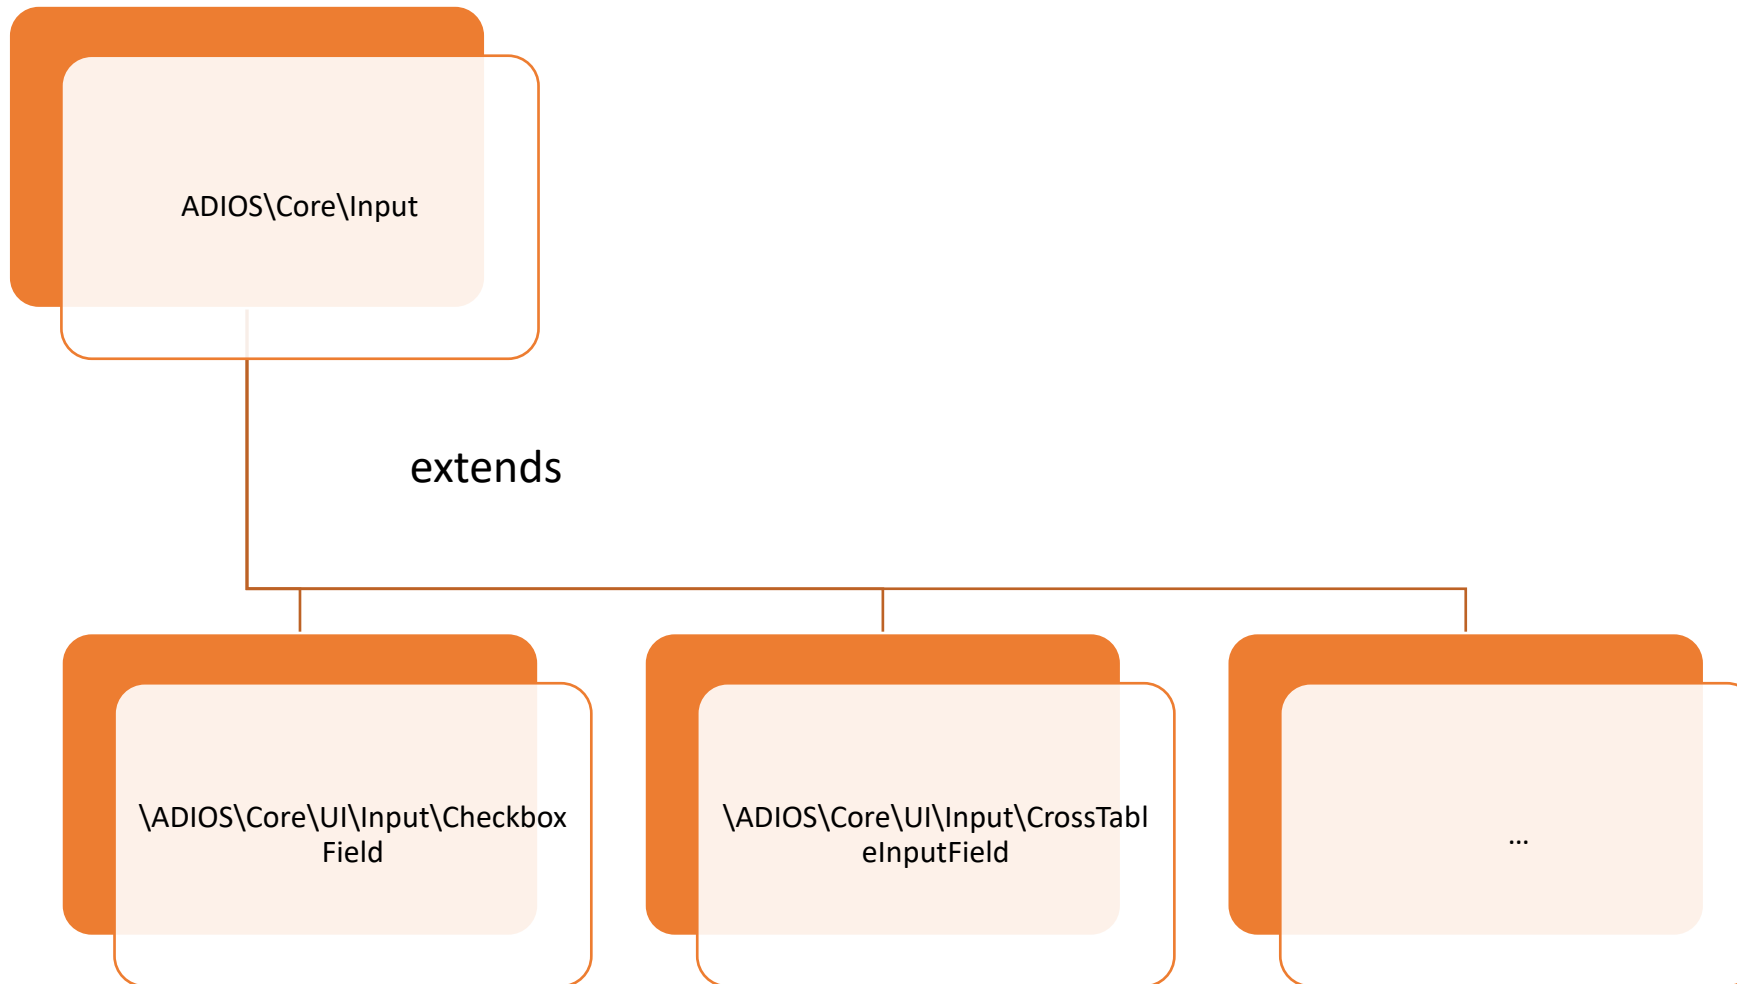 ADIOS\Core\Input
extends
\ADIOS\Core\UI\Input\Checkbox
Field
\ADIOS\Core\UI\Input\CrossTabl
eInputField
...